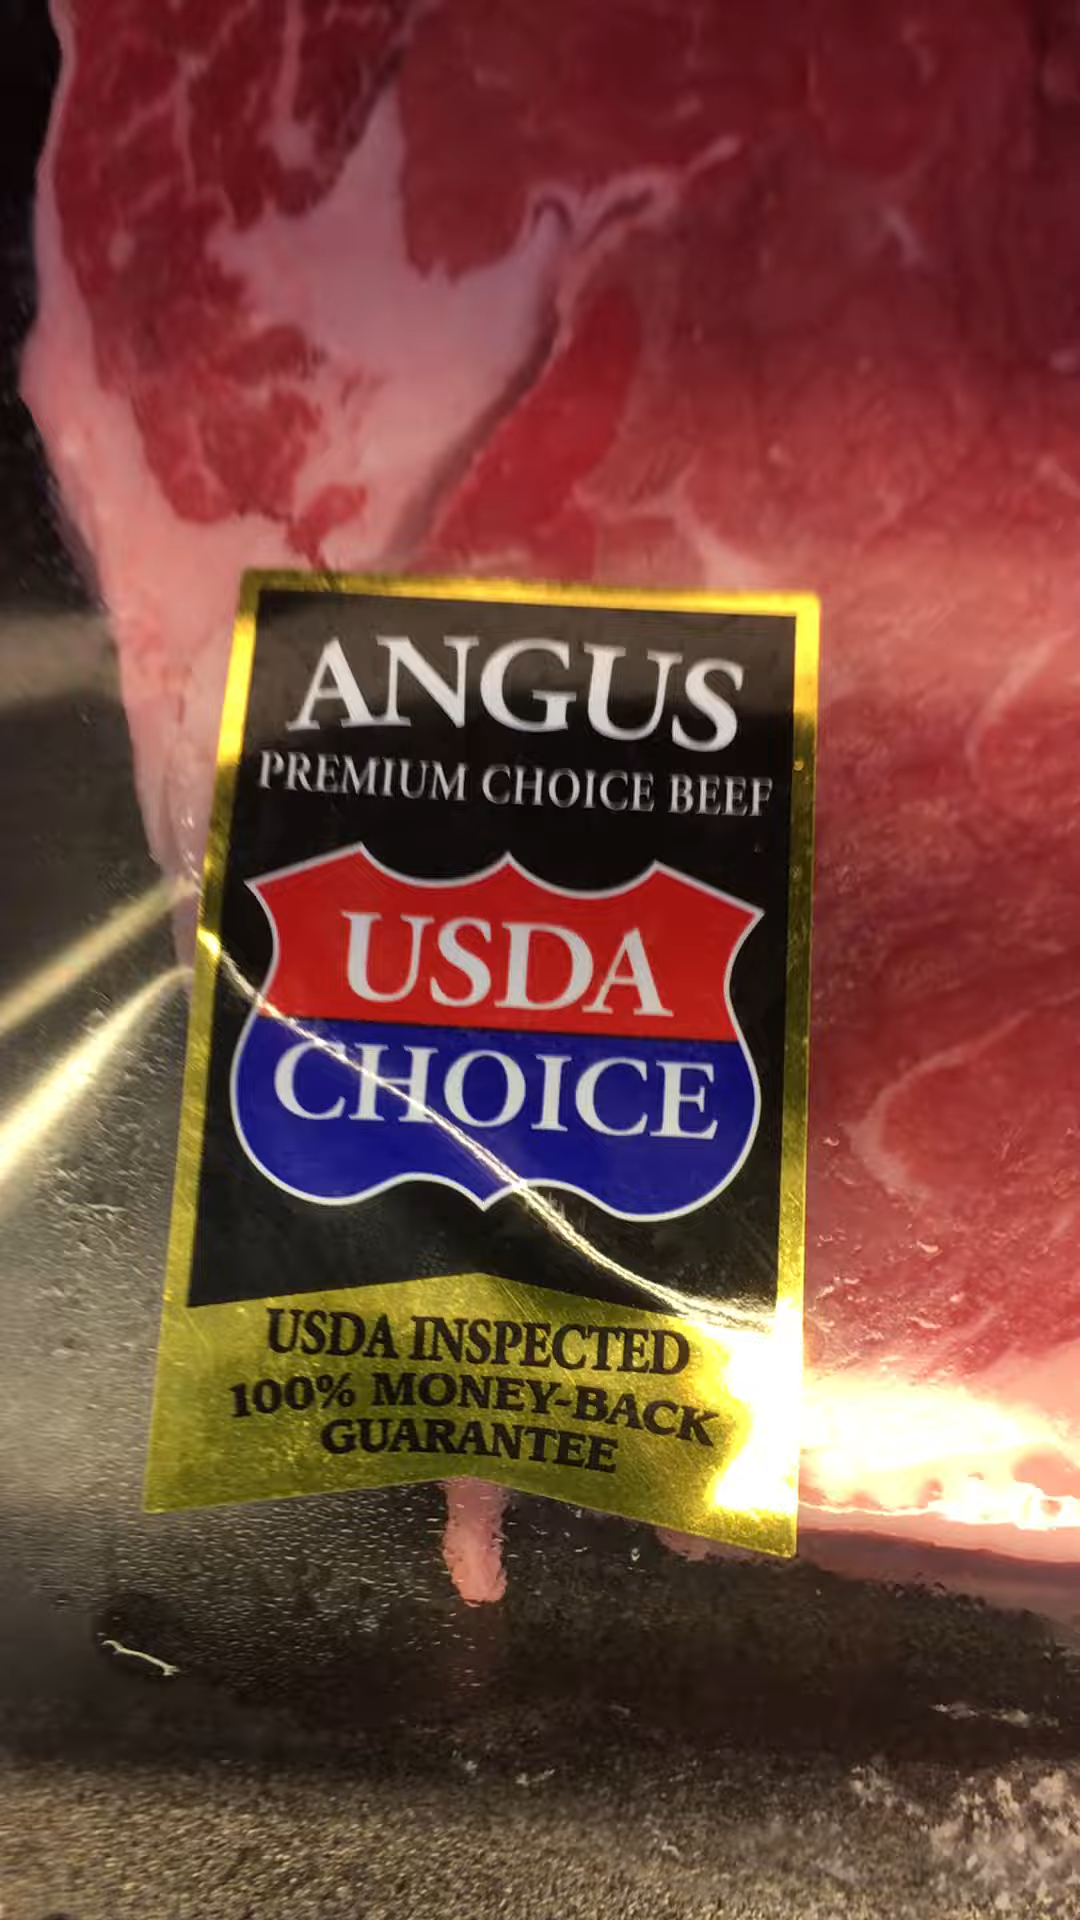 ANGUS
PREMIUM CHOICE BEEF
USDA
CHOICE
USDA INSPECTED
100% MONEY-BACK
GUARANTEE